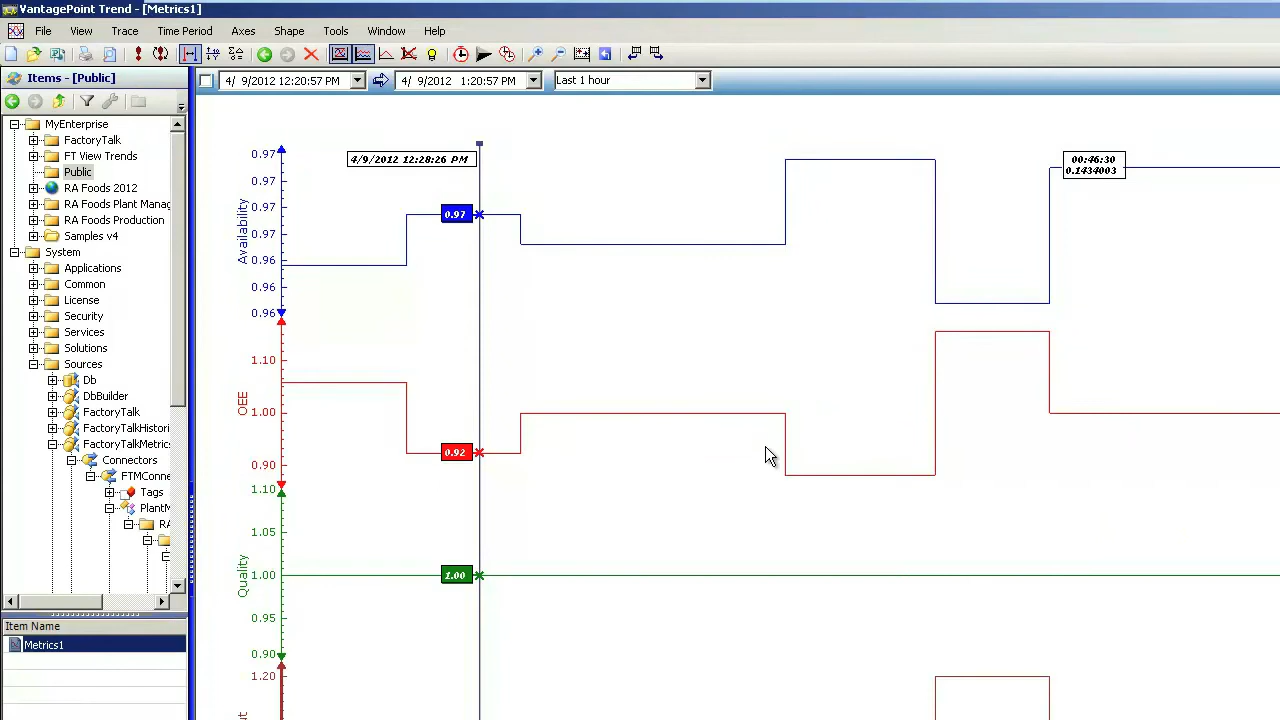 VantagePoint Trend - [Metrics1]
File View Trace Time Period Axes Shape Tools Window Help
Items - [Public]
4/ 9/2012 12:20:57 PM
4/ 9/2012 1:20:57 PM
Last 1 hour
MyEnterprise
FactoryTalk
FT View Trends
Public
RA Foods 2012
RA Foods Plant Manag
RA Foods Production
Samples v4
System
Applications
Common
License
Security
Services
Solutions
Sources
Db
DbBuilder
FactoryTalk
FactoryTalkHistori
FactoryTalkMetrics
Connectors
FTMConne
Tags
PlantM
RA
Item Name
Metrics1
4/9/2012 12:28:26 PM
00:46:30
0.1434003
Availability
0.97
0.97
0.97
0.97
0.96
0.96
0.96
0.97
OEE
1.10
1.00
0.90
0.92
Quality
1.10
1.05
1.00
0.95
0.90
1.00
1.20